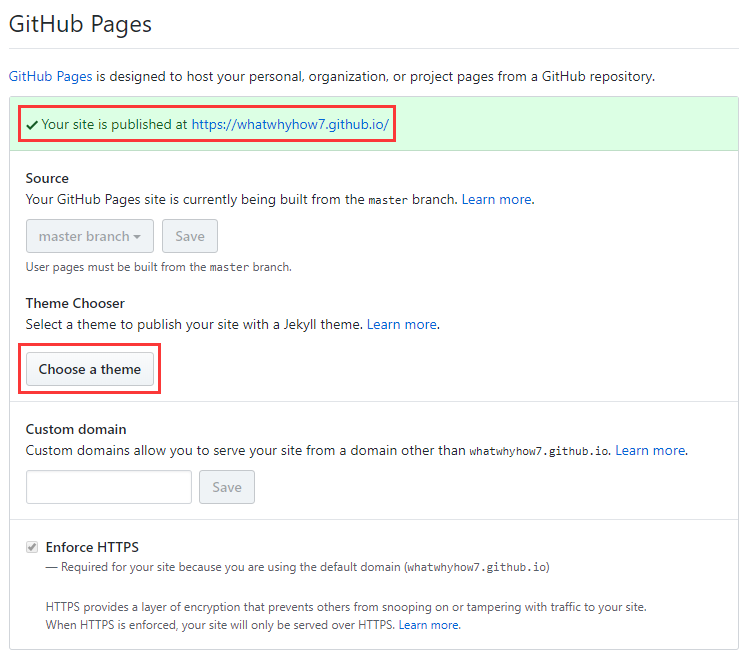 GitHub Pages
GitHub Pages is designed to host your personal, organization, or project pages from a GitHub repository.
Your site is published at https://whatwhyhow7.github.io/
Source
Your GitHub Pages site is currently being built from the master branch. Learn more.
master branch
Save
User pages must be built from the master branch.
Theme Chooser
Select a theme to publish your site with a Jekyll theme. Learn more.
Choose a theme
Custom domain
Custom domains allow you to serve your site from a domain other than whatwhyhow7.github.io. Learn more.
Save
Enforce HTTPS
— Required for your site because you are using the default domain (whatwhyhow7.github.io)
HTTPS provides a layer of encryption that prevents others from snooping on or tampering with traffic to your site.
When HTTPS is enforced, your site will only be served over HTTPS. Learn more.